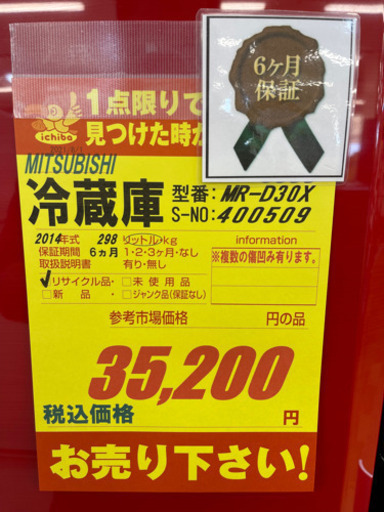 6ヶ月
保証
1点限りで
見つけた時が
ichiba
MITSUBISHI
冷蔵庫
型番: MR-D30X
S-NO: 400509
2014年式 298 リットル・kg
保証期間 6ヵ月 1・2・3ヶ月・なし
取扱説明書 有り・無し
リサイクル品・ □未使用品
□新品・ □ジャンク品(保証なし)
information
※複数の傷凹み有ります。
参考市場価格 円の品
35,200
税込価格 円
お売り下さい!